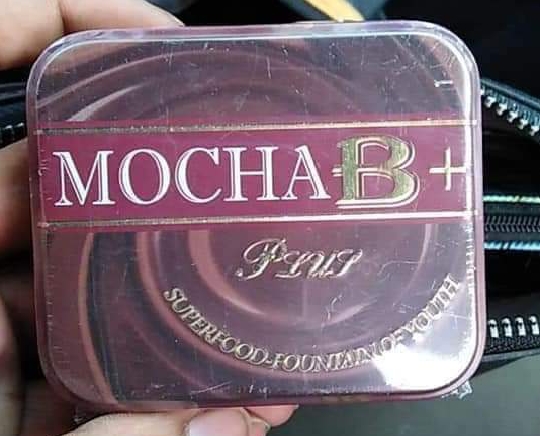 MOCHA B+
Plus
SUPERFOOD-FOUNTAIN OF YOUTH